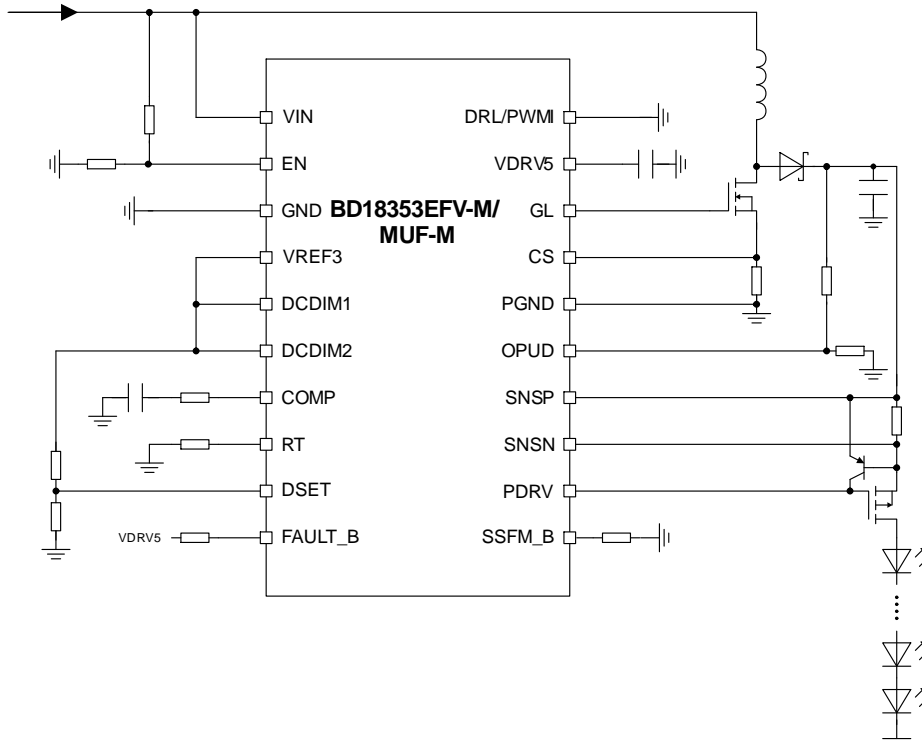 VIN
EN
GND
VREF3
DCDIM1
DCDIM2
COMP
RT
DSET
FAULT_B
VDRV5
BD18353EFV-M/
MUF-M
DRL/PWMI
VDRV5
GL
CS
PGND
OPUD
SNSP
SNSN
PDRV
SSFM_B